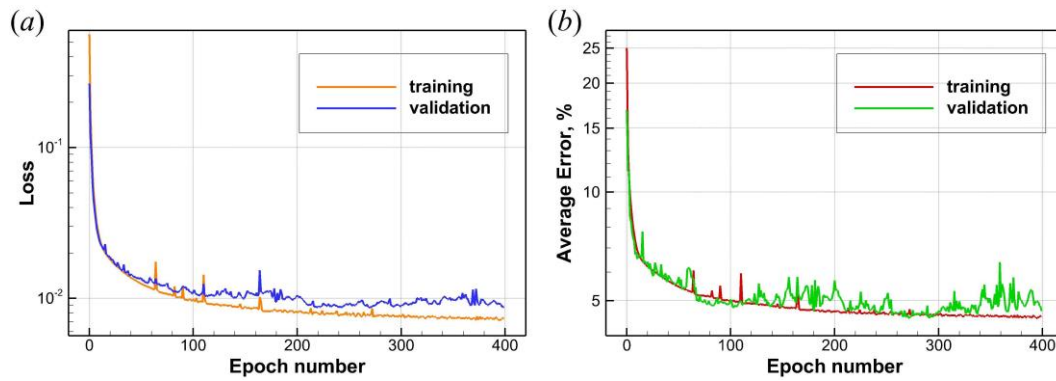 (a)
Loss
10⁻¹
10⁻²
training
validation
0
100
200
300
400
Epoch number
(b)
Average Error, %
25
20
15
10
5
training
validation
0
100
200
300
400
Epoch number